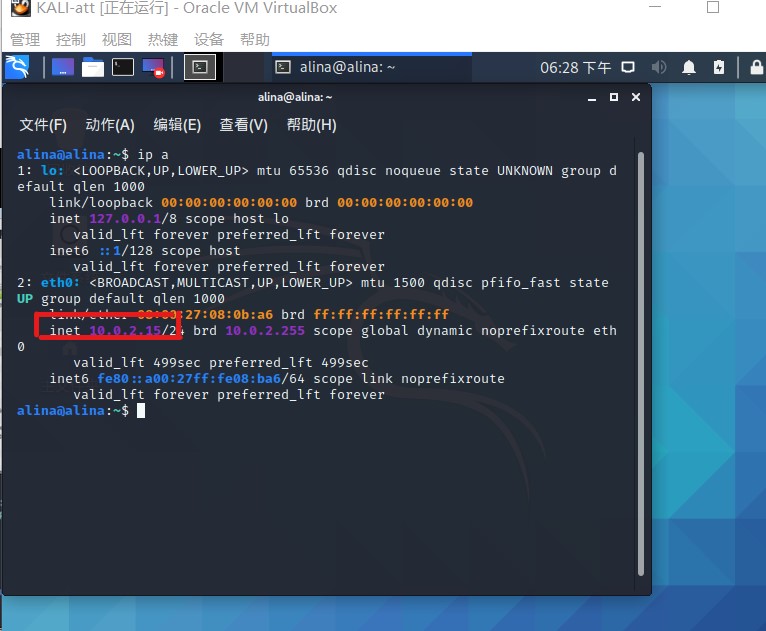 KALI-att [正在运行] - Oracle VM VirtualBox
管理 控制 视图 热键 设备 帮助
alina@alina: ~ 06:28 下午
alina@alina: ~
文件(F) 动作(A) 编辑(E) 查看(V) 帮助(H)
alina@alina:~$ ip a
1: lo: <LOOPBACK,UP,LOWER_UP> mtu 65536 qdisc noqueue state UNKNOWN group d
efault qlen 1000
link/loopback 00:00:00:00:00:00 brd 00:00:00:00:00:00
inet 127.0.0.1/8 scope host lo
valid_lft forever preferred_lft forever
inet6 ::1/128 scope host
valid_lft forever preferred_lft forever
2: eth0: <BROADCAST,MULTICAST,UP,LOWER_UP> mtu 1500 qdisc pfifo_fast state
UP group default qlen 1000
link/ether 08:00:27:08:0b:a6 brd ff:ff:ff:ff:ff:ff
inet 10.0.2.15/24 brd 10.0.2.255 scope global dynamic noprefixroute eth
0
valid_lft 499sec preferred_lft 499sec
inet6 fe80::a00:27ff:fe08:ba6/64 scope link noprefixroute
valid_lft forever preferred_lft forever
alina@alina:~$